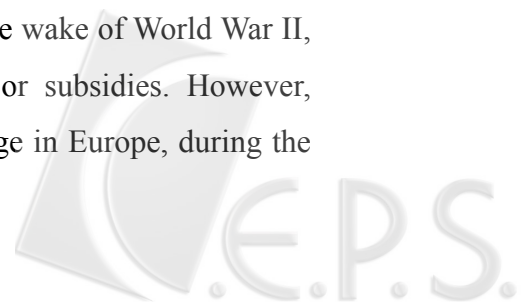 e wake of World War II,
or subsidies. However,
ge in Europe, during the
C.E.P.S.